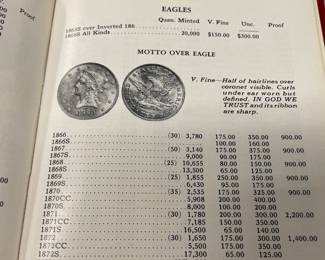 EAGLES
Quan. Minted V. Fine Unc. Proof
1865S over Inverted 186
1866S All Kinds 20,000 $150.00 $300.00
MOTTO OVER EAGLE
V. Fine—Half of hairlines over
coronet visible. Curls
under ear worn but
defined. IN GOD WE
TRUST and its ribbon
are sharp.
1866 (30) 3,780 175.00 350.00 900.00
1866S 100.00 160.00
1867 (50) 3,140 175.00 375.00 900.00
1867S 9,000 90.00 175.00
1868 (25) 10,655 80.00 150.00 900.00
1868S 13,500 65.00 125.00
1869 (25) 1,855 250.00 350.00 900.00
1869S 6,430 95.00 175.00
1870 (35) 2,535 175.00 325.00 900.00
1870CC 5,908 200.00 400.00
1870S 8,000 100.00 200.00
1871 (30) 1,780 200.00 300.00 2,200.00
1871CC 7,185 150.00 350.00
1871S 16,500 65.00 140.00
1872 (30) 1,650 175.00 300.00 1,400.00
1872CC 5,500 175.00 350.00
1872S 17,300 65.00 125.00